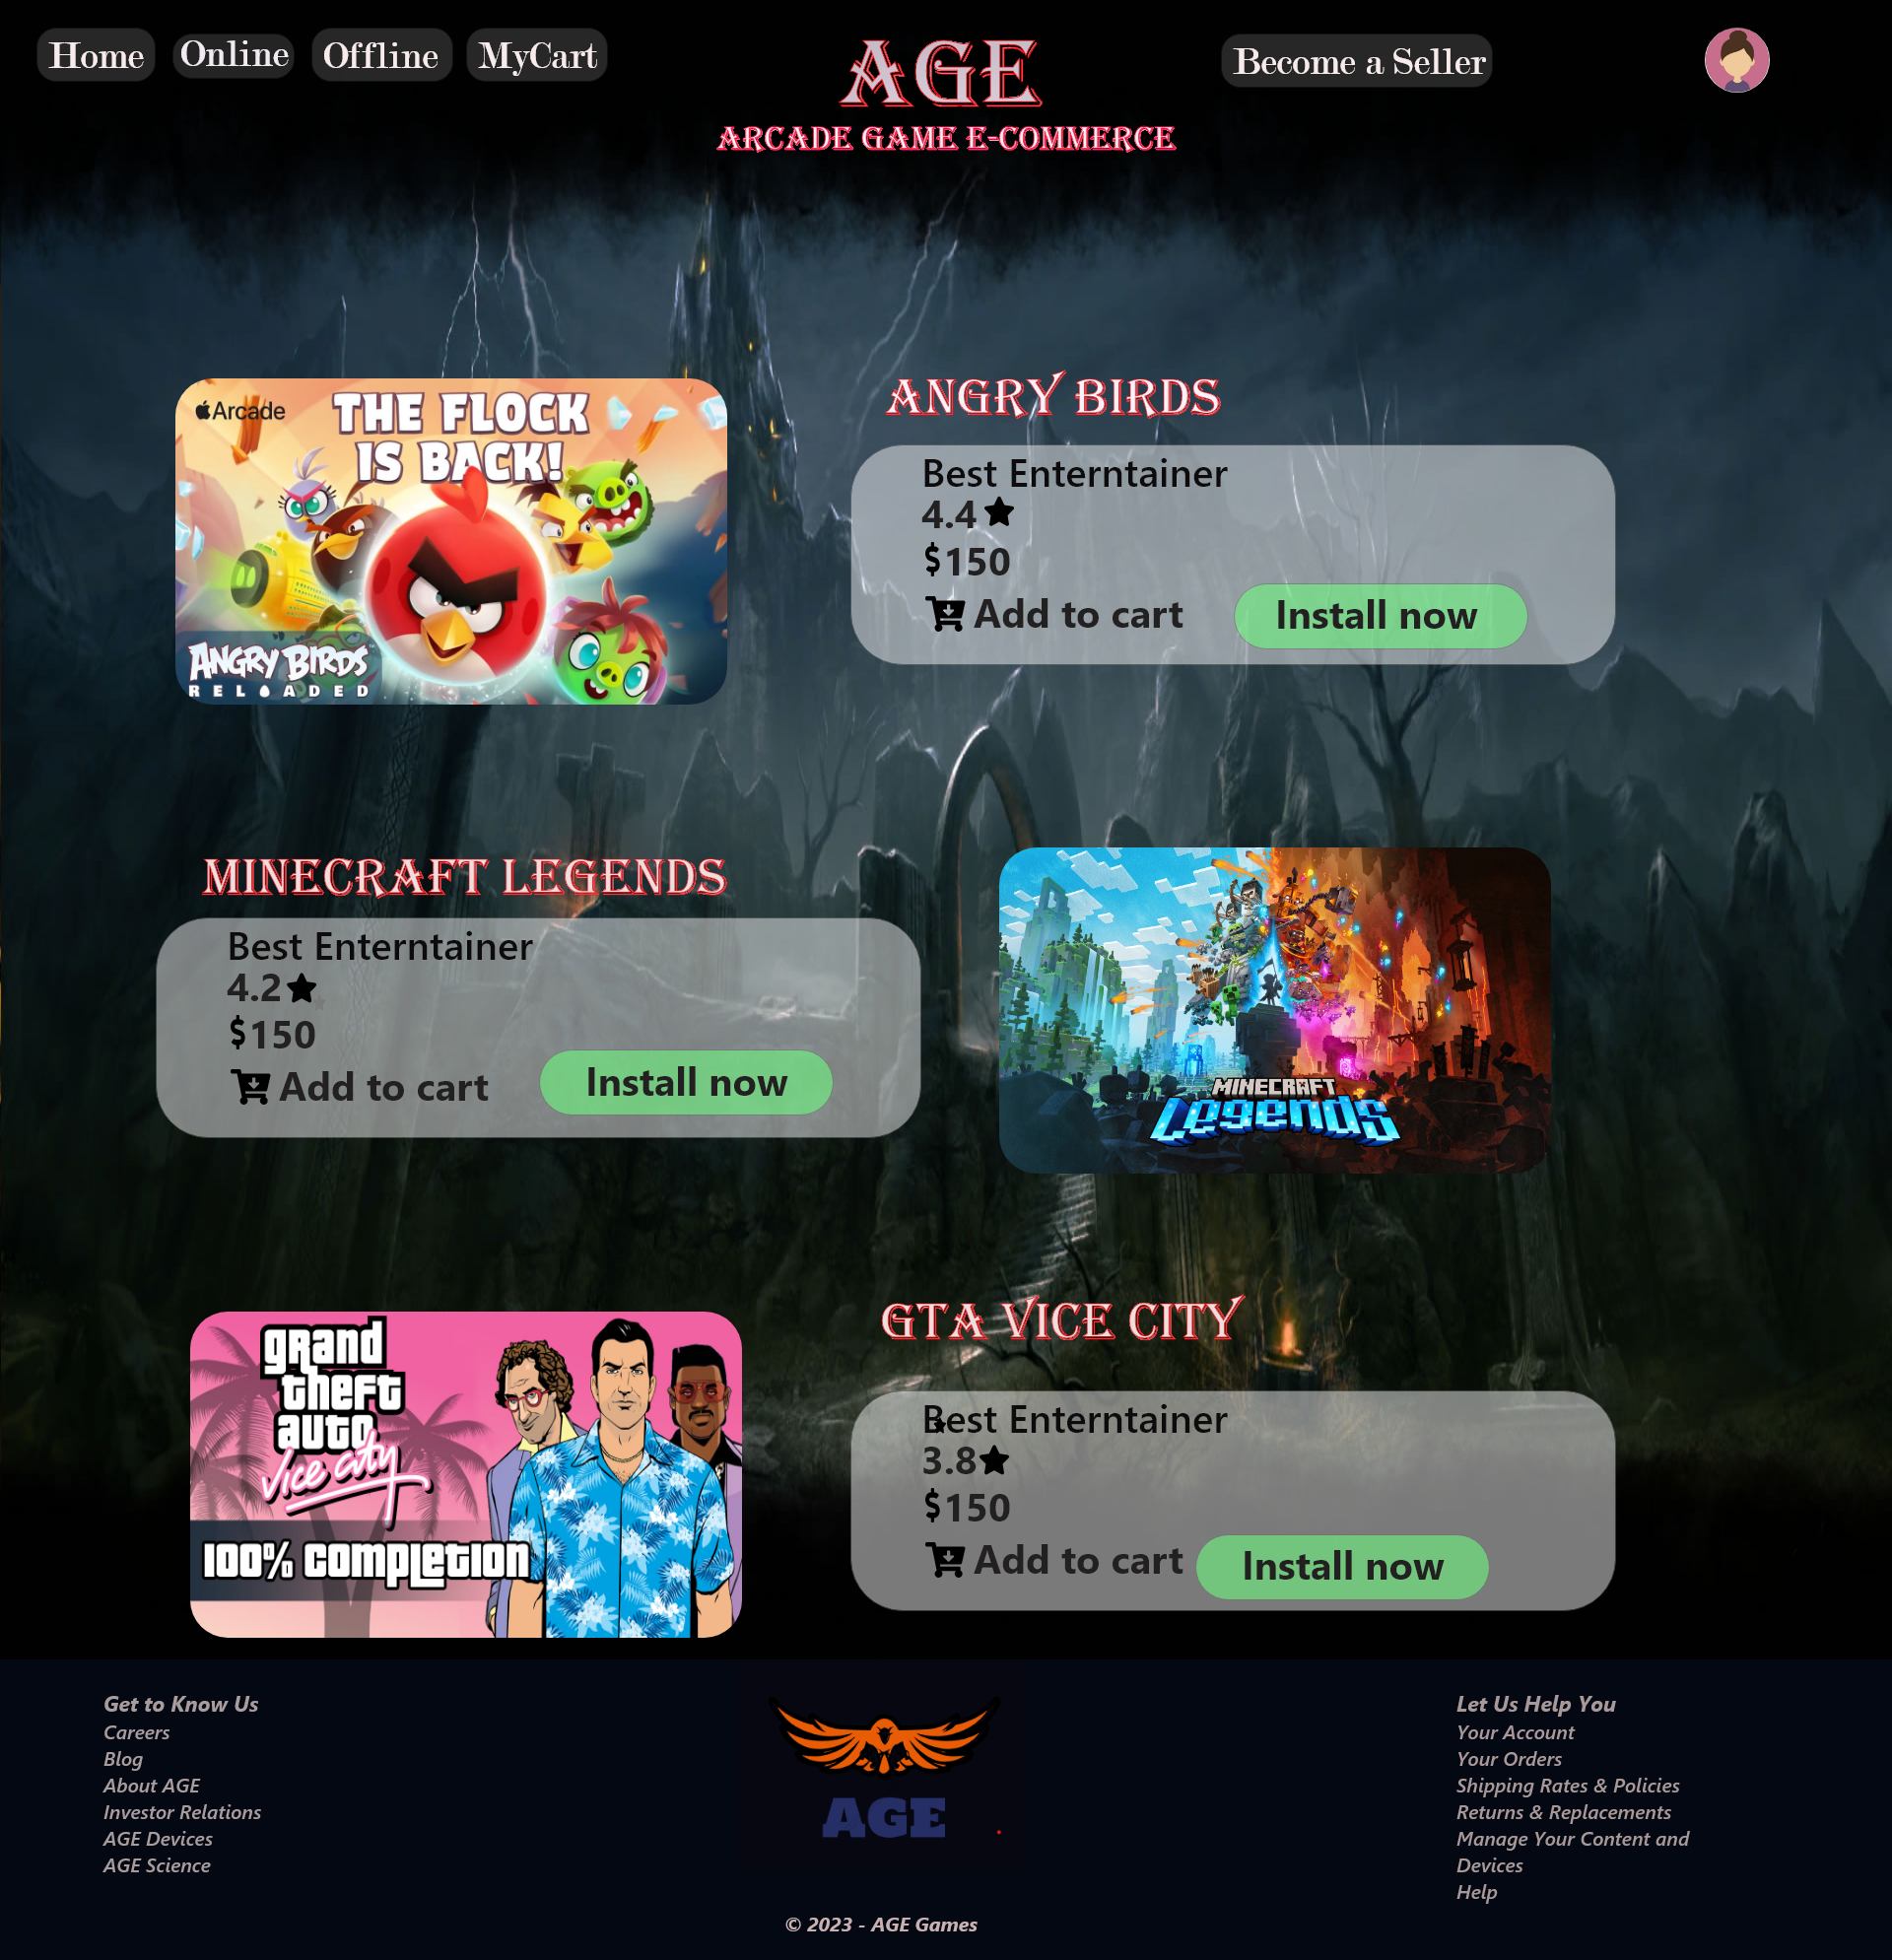 Home
Online
Offline
MyCart
AGE
ARCADE GAME E-COMMERCE
Become a Seller
Arcade
THE FLOCK
IS BACK!
ANGRY BIRDS
RELOADED
ANGRY BIRDS
Best Enterntainer
4.4
$150
Add to cart
Install now
MINECRAFT LEGENDS
Best Enterntainer
4.2
$150
Add to cart
Install now
MINECRAFT
Legends
grand
theft
auto
Vice City
100% completion
GTA VICE CITY
Best Enterntainer
3.8
$150
Add to cart
Install now
Get to Know Us
Careers
Blog
About AGE
Investor Relations
AGE Devices
AGE Science
AGE
© 2023 - AGE Games
Let Us Help You
Your Account
Your Orders
Shipping Rates & Policies
Returns & Replacements
Manage Your Content and
Devices
Help